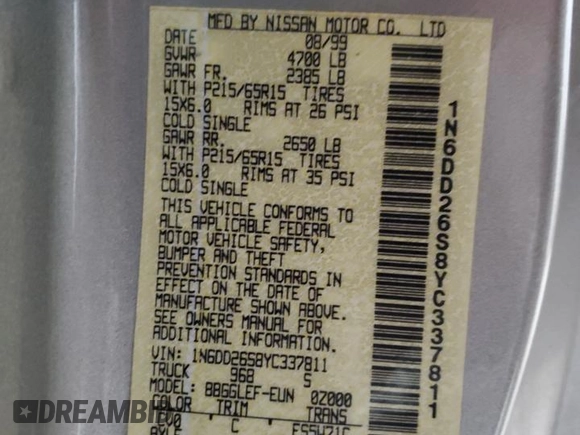 MFD BY NISSAN MOTOR CO. LTD
DATE 08/99
GVWR 4700 LB
GAWR FR. 2385 LB
WITH P215/65R15 TIRES
15X6.0 RIMS AT 26 PSI
COLD SINGLE
GAWR RR. 2650 LB
WITH P215/65R15 TIRES
15X6.0 RIMS AT 35 PSI
COLD SINGLE
THIS VEHICLE CONFORMS TO
ALL APPLICABLE FEDERAL
MOTOR VEHICLE SAFETY,
BUMPER AND THEFT
PREVENTION STANDARDS IN
EFFECT ON THE DATE OF
MANUFACTURE SHOWN ABOVE.
SEE OWNERS MANUAL FOR
ADDITIONAL INFORMATION.
VIN: 1N6DD26S8YC337811
TRUCK 968 S
MODEL: BBGGLEF-EUN 0Z000
COLOR TRIM TRANS
C FS5W71C
AXLE
1N6DD26S8YC337811
DREAMBI